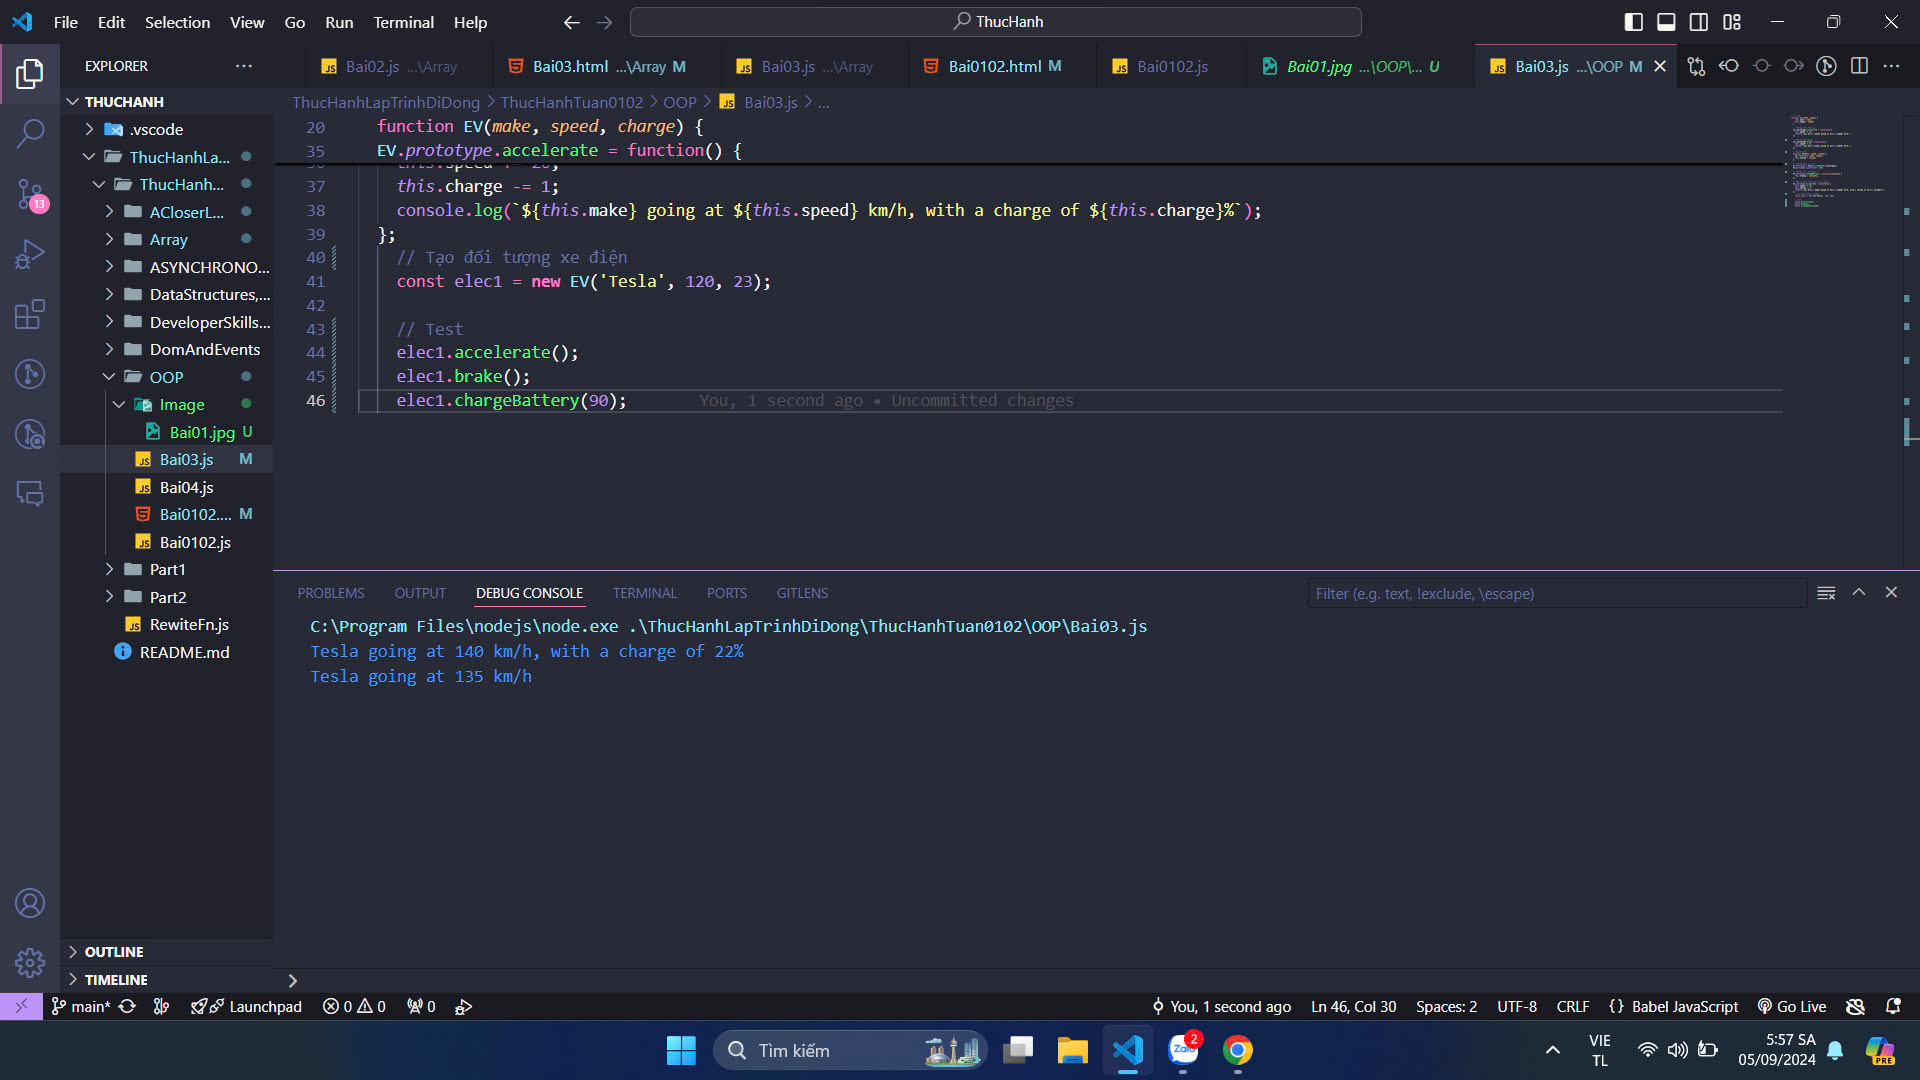 File Edit Selection View Go Run Terminal Help
ThucHanh
EXPLORER
Bai02.js ...\Array
Bai03.html ...\Array M
Bai03.js ...\Array
Bai0102.html M
Bai0102.js
Bai01.jpg ...\OOP\... U
Bai03.js ...\OOP M
THUCHANH
.vscode
ThucHanhLa...
ThucHanh...
ACloserL...
Array
ASYNCHRONO...
DataStructures,...
DeveloperSkills...
DomAndEvents
OOP
Image
Bai01.jpg U
Bai03.js M
Bai04.js
Bai0102.... M
Bai0102.js
Part1
Part2
RewiteFn.js
README.md
OUTLINE
TIMELINE
ThucHanhLapTrinhDiDong > ThucHanhTuan0102 > OOP > Bai03.js > ...
20 function EV(make, speed, charge) {
35 EV.prototype.accelerate = function() {
37 this.charge -= 1;
38 console.log(`${this.make} going at ${this.speed} km/h, with a charge of ${this.charge}%`);
39 };
40 // Tạo đối tượng xe điện
41 const elec1 = new EV('Tesla', 120, 23);
42
43 // Test
44 elec1.accelerate();
45 elec1.brake();
46 elec1.chargeBattery(90); You, 1 second ago • Uncommitted changes
PROBLEMS OUTPUT DEBUG CONSOLE TERMINAL PORTS GITLENS
Filter (e.g. text, !exclude, \escape)
C:\Program Files\nodejs\node.exe .\ThucHanhLapTrinhDiDong\ThucHanhTuan0102\OOP\Bai03.js
Tesla going at 140 km/h, with a charge of 22%
Tesla going at 135 km/h
13
main* Launchpad 0 0 0
You, 1 second ago Ln 46, Col 30 Spaces: 2 UTF-8 CRLF {} Babel JavaScript Go Live
Tìm kiếm
Zalo
2
VIE
TL
5:57 SA
05/09/2024
PRE